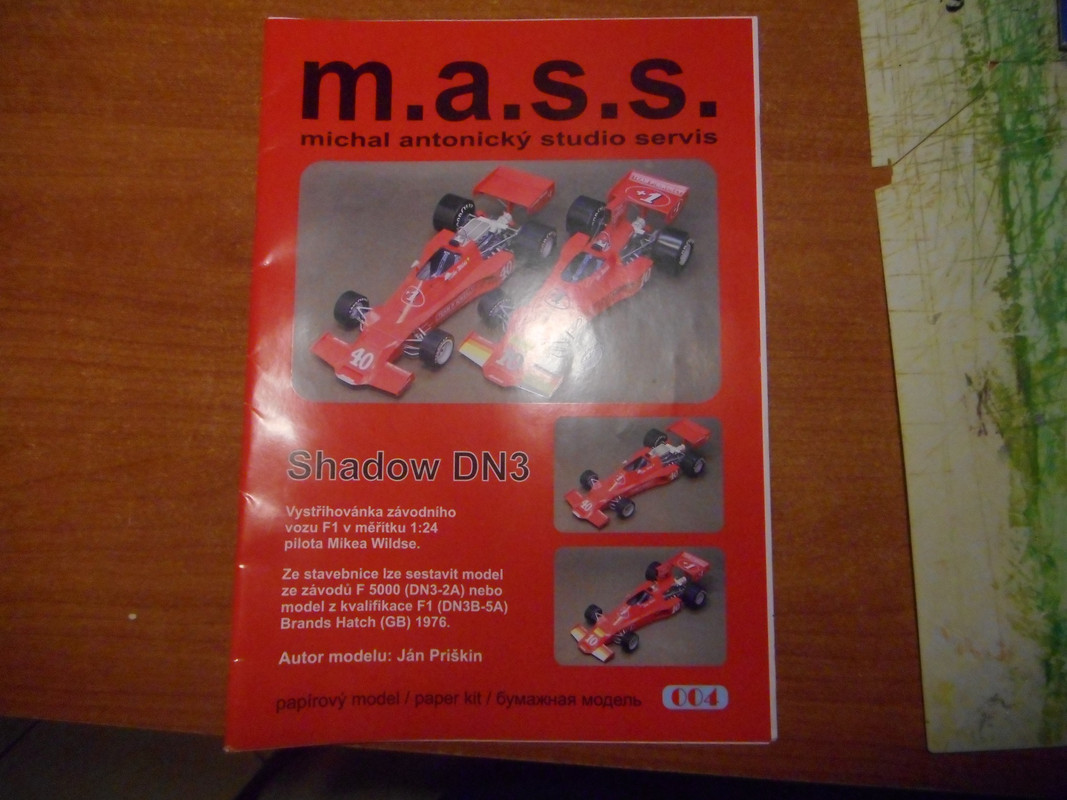 m.a.s.s.
michal antonický studio servis
+1
40
Shadow DN3
Vystřihovánka závodního
vozu F1 v měřítku 1:24
pilota Mikea Wildse.
Ze stavebnice lze sestavit model
ze závodů F 5000 (DN3-2A) nebo
model z kvalifikace F1 (DN3B-5A)
Brands Hatch (GB) 1976.
Autor modelu: Ján Priškin
papírový model / paper kit / бумажная модель
004